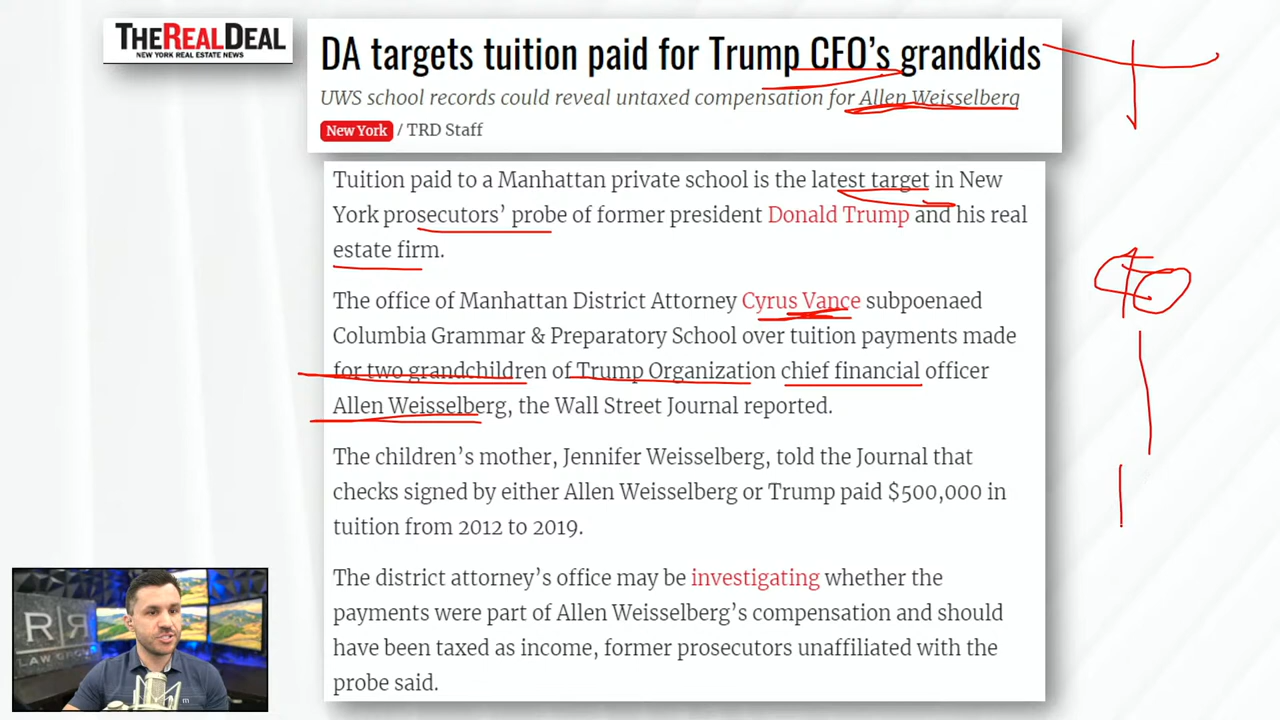 THEREALDEAL
NEW YORK REAL ESTATE NEWS
DA targets tuition paid for Trump CFO's grandkids
UWS school records could reveal untaxed compensation for Allen Weisselberg
New York / TRD Staff
Tuition paid to a Manhattan private school is the latest target in New
York prosecutors' probe of former president Donald Trump and his real
estate firm.
The office of Manhattan District Attorney Cyrus Vance subpoenaed
Columbia Grammar & Preparatory School over tuition payments made
for two grandchildren of Trump Organization chief financial officer
Allen Weisselberg, the Wall Street Journal reported.
The children's mother, Jennifer Weisselberg, told the Journal that
checks signed by either Allen Weisselberg or Trump paid $500,000 in
tuition from 2012 to 2019.
The district attorney's office may be investigating whether the
payments were part of Allen Weisselberg's compensation and should
have been taxed as income, former prosecutors unaffiliated with the
probe said.
R|R
LAW GROUP